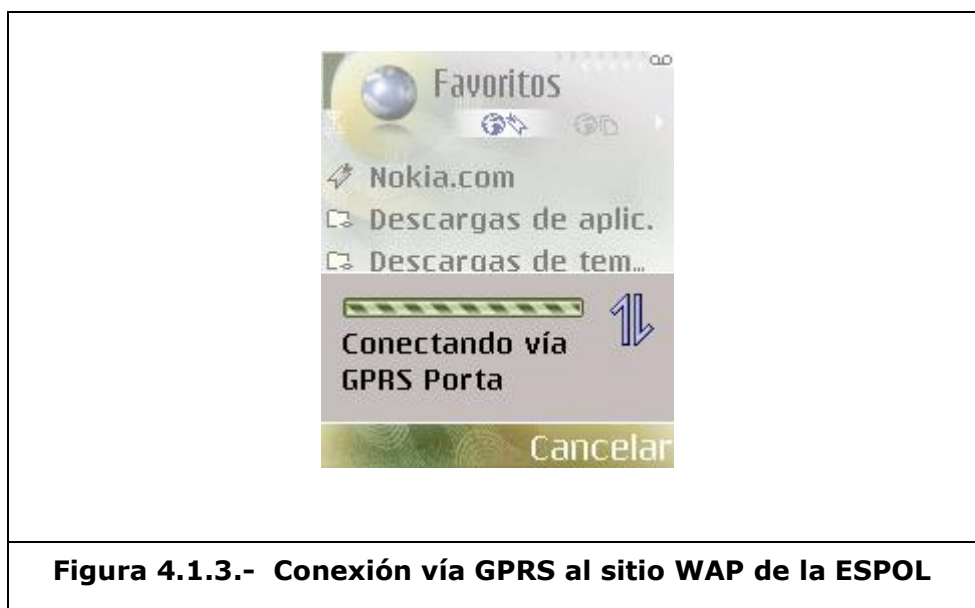 Favoritos
Nokia.com
Descargas de aplic.
Descargas de tem...
Conectando vía
GPRS Porta
Cancelar
Figura 4.1.3.- Conexión vía GPRS al sitio WAP de la ESPOL